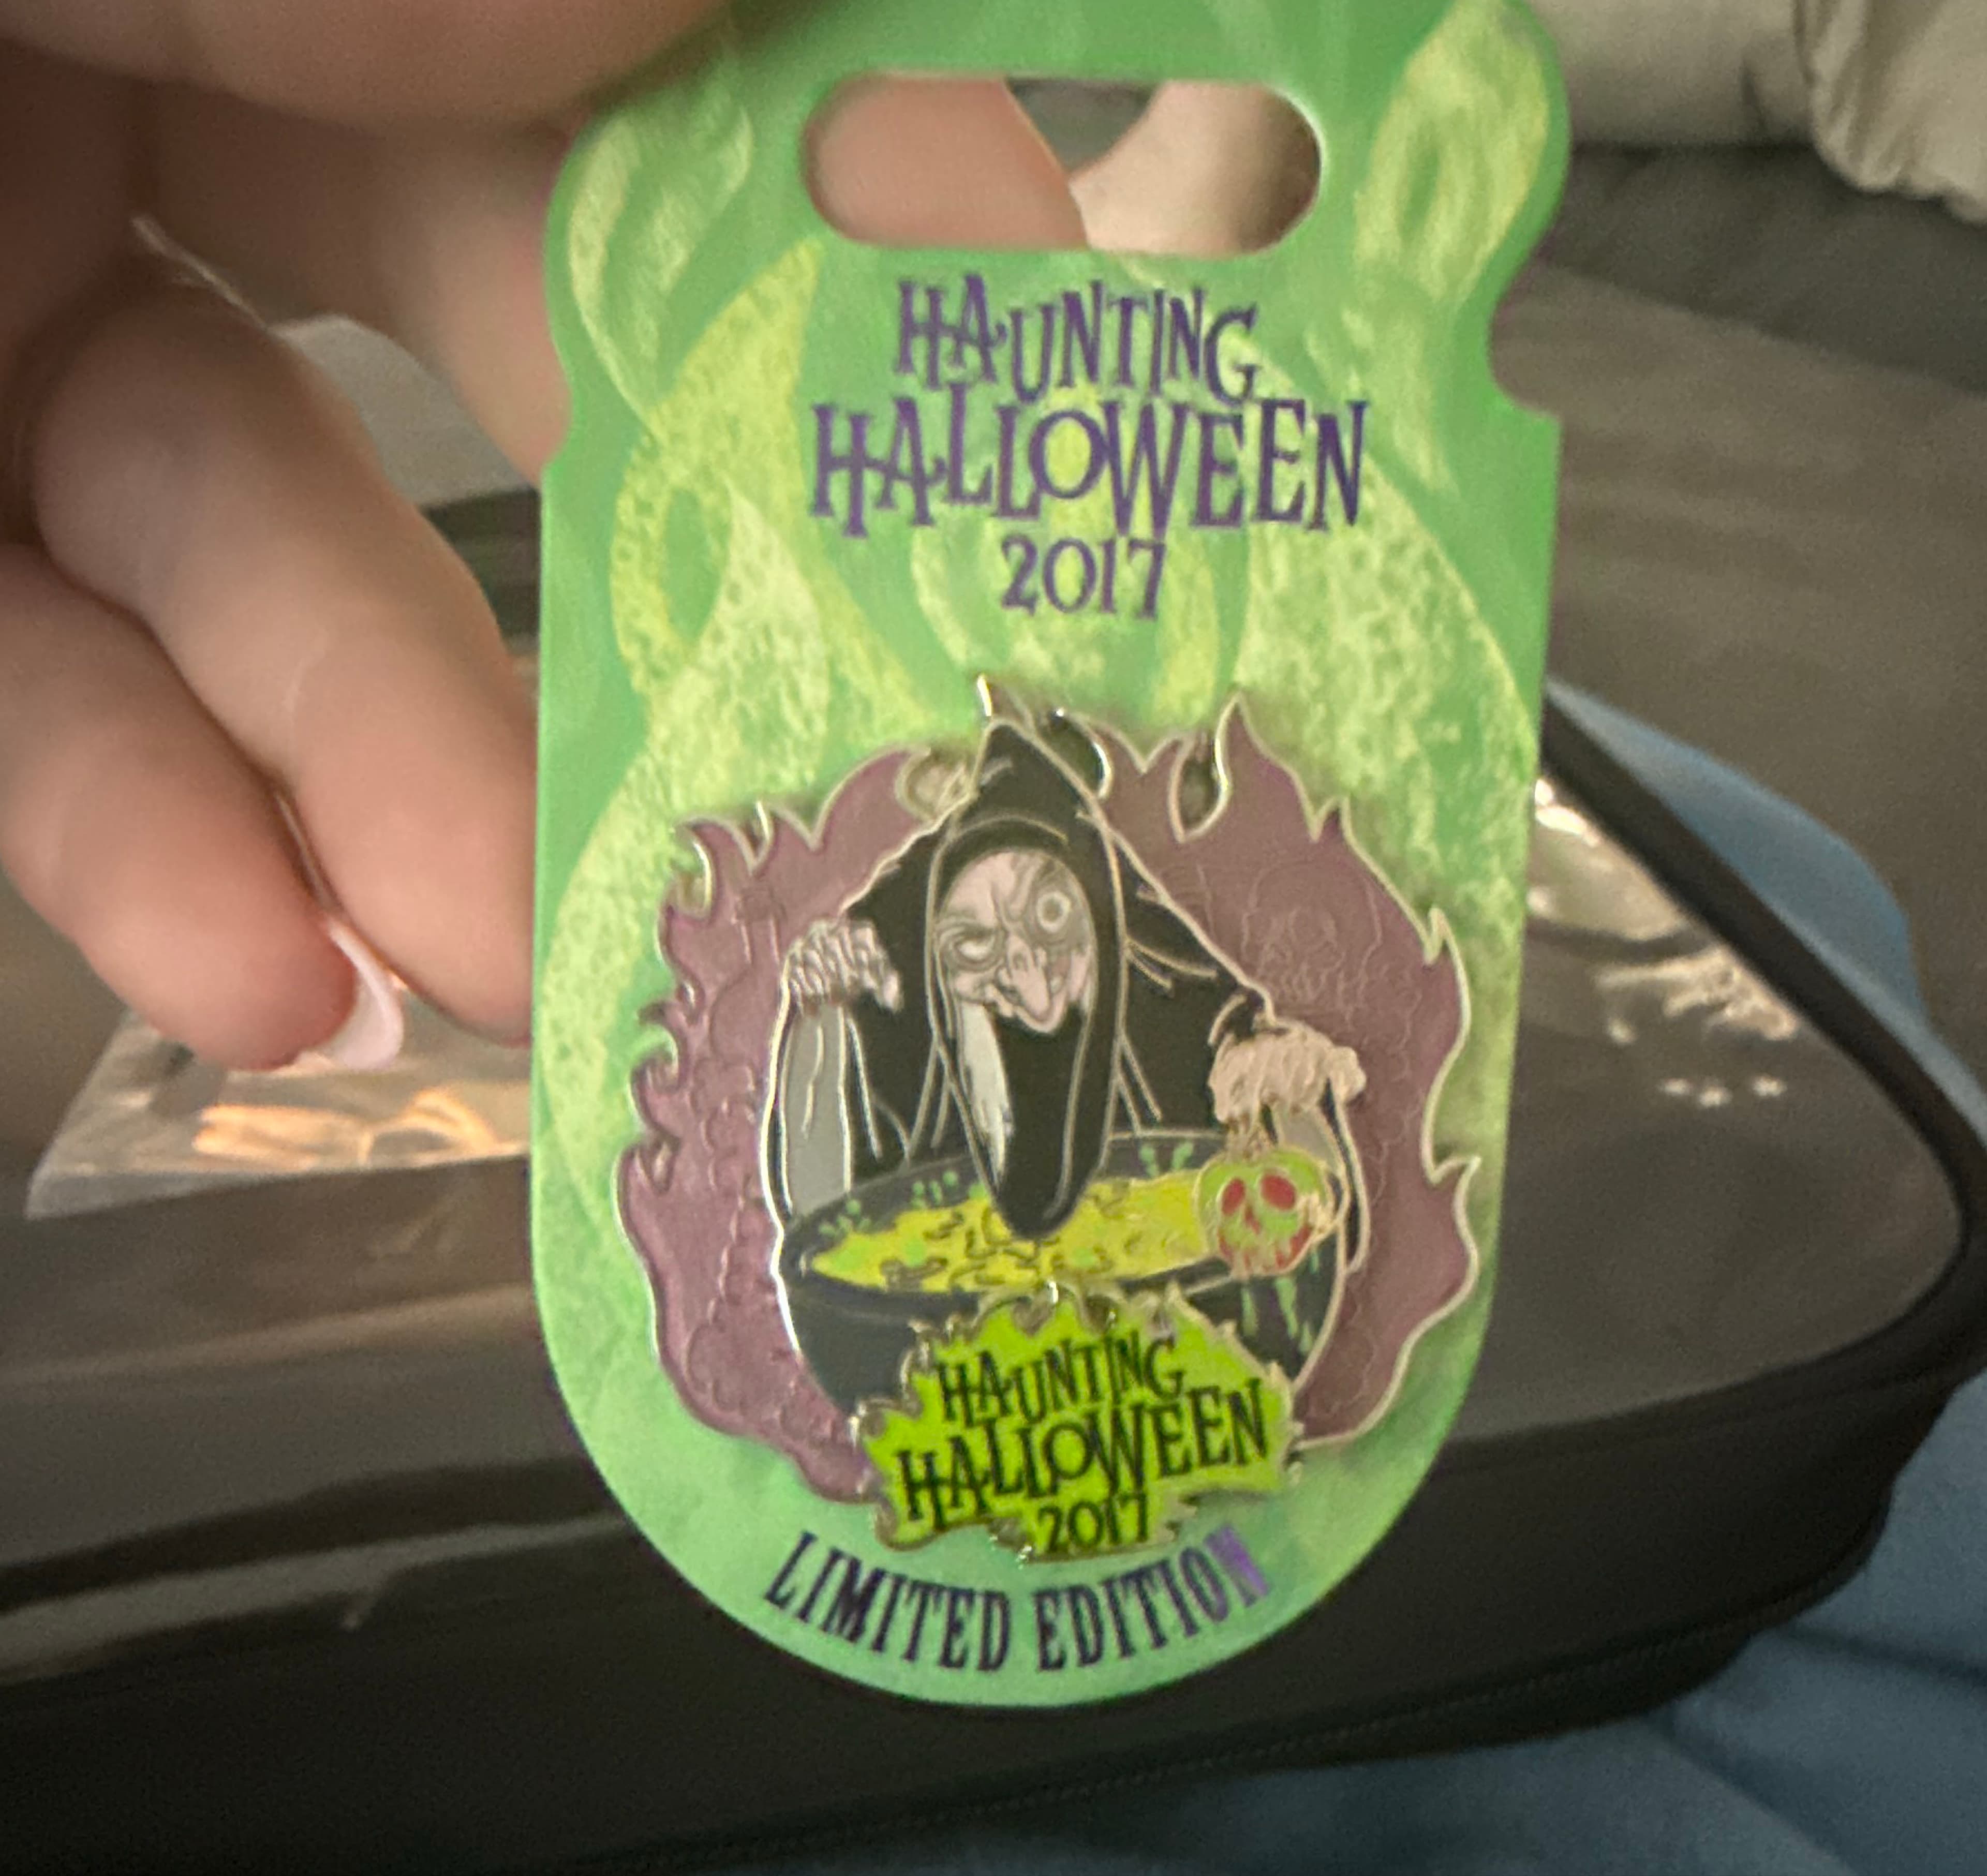 HAUNTING
HALLOWEEN
2017
HAUNTING
HALLOWEEN
2017
LIMITED EDITION